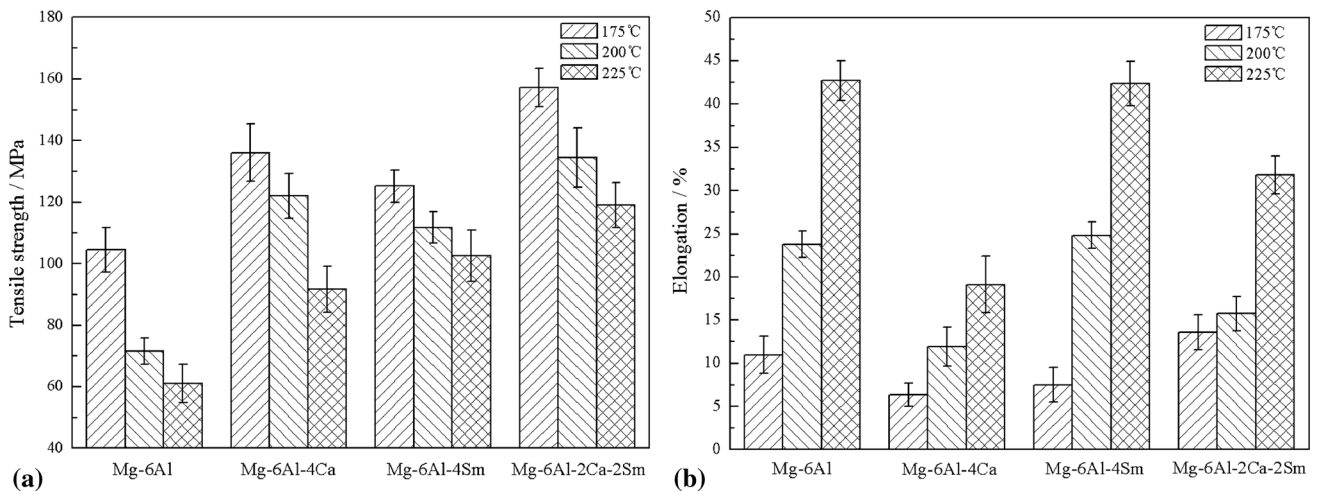 180
160
140
120
100
80
60
40
Tensile strength / MPa
175℃
200℃
225℃
Mg-6Al
Mg-6Al-4Ca
Mg-6Al-4Sm
Mg-6Al-2Ca-2Sm
(a)
50
45
40
35
30
25
20
15
10
5
0
Elongation / %
175℃
200℃
225℃
Mg-6Al
Mg-6Al-4Ca
Mg-6Al-4Sm
Mg-6Al-2Ca-2Sm
(b)